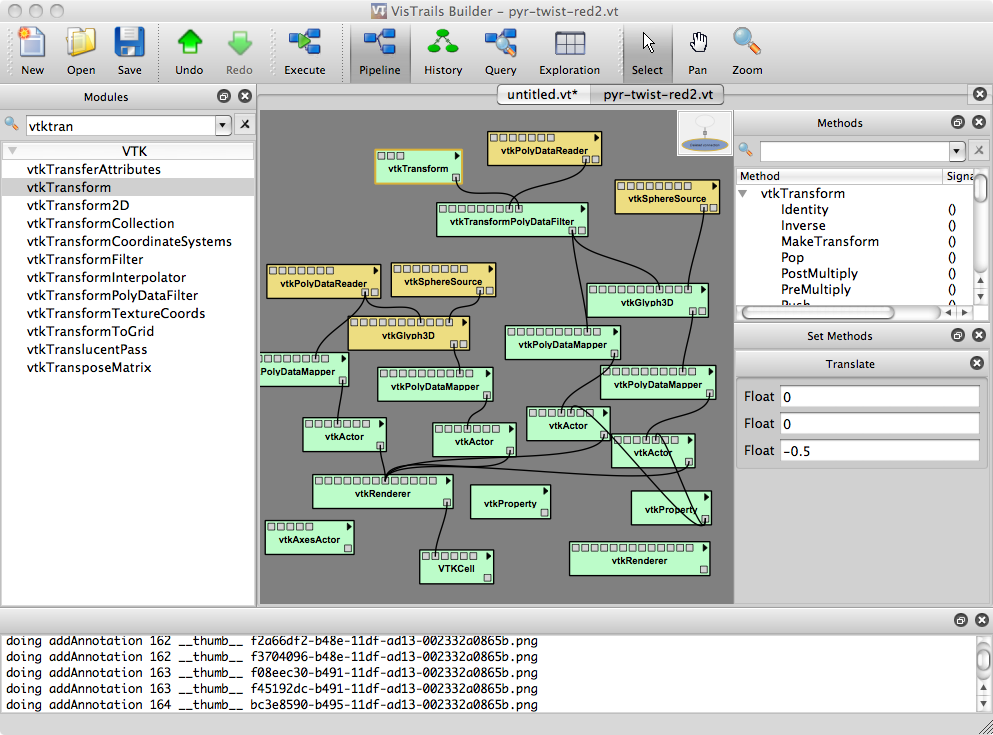 VTK VisTrails Builder - pyr-twist-red2.vt
New Open Save Undo Redo Execute Pipeline History Query Exploration Select Pan Zoom
untitled.vt* pyr-twist-red2.vt
Modules
vtktran
VTK
vtkTransferAttributes
vtkTransform
vtkTransform2D
vtkTransformCollection
vtkTransformCoordinateSystems
vtkTransformFilter
vtkTransformInterpolator
vtkTransformPolyDataFilter
vtkTransformTextureCoords
vtkTransformToGrid
vtkTranslucentPass
vtkTransposeMatrix
vtkPolyDataReader
vtkTransform
vtkSphereSource
vtkTransformPolyDataFilter
vtkPolyDataReader
vtkSphereSource
vtkGlyph3D
vtkGlyph3D
vtkPolyDataMapper
PolyDataMapper
vtkPolyDataMapper
vtkPolyDataMapper
vtkActor
vtkActor
vtkActor
vtkActor
vtkRenderer
vtkProperty
vtkProperty
vtkAxesActor
VTKCell
vtkRenderer
Methods
Method Signa
vtkTransform
Identity ()
Inverse ()
MakeTransform ()
Pop ()
PostMultiply ()
PreMultiply ()
Push ()
Set Methods
Translate
Float 0
Float 0
Float -0.5
doing addAnnotation 162 __thumb__ f2a66df2-b48e-11df-ad13-002332a0865b.png
doing addAnnotation 162 __thumb__ f3704096-b48e-11df-ad13-002332a0865b.png
doing addAnnotation 163 __thumb__ f08eec30-b491-11df-ad13-002332a0865b.png
doing addAnnotation 163 __thumb__ f45192dc-b491-11df-ad13-002332a0865b.png
doing addAnnotation 164 __thumb__ bc3e8590-b495-11df-ad13-002332a0865b.png